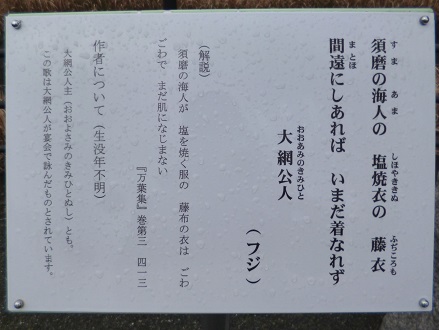 須磨の海人の　塩焼衣の　藤衣
すま　あま　しほやききぬ　ふぢころも
間遠にしあれば　いまだ着なれず
まとほ
大網公人
おおあみのきみひと
（フジ）
（解説）
須磨の海人が　塩を焼く服の　藤布の衣は　ごわ
ごわで　まだ肌になじまない
『万葉集』巻第三　四一三
作者について（生没年不明）
大網公人主（おおよさみのきみひとぬし）とも。
この歌は大網公人が宴会で詠んだものとされています。